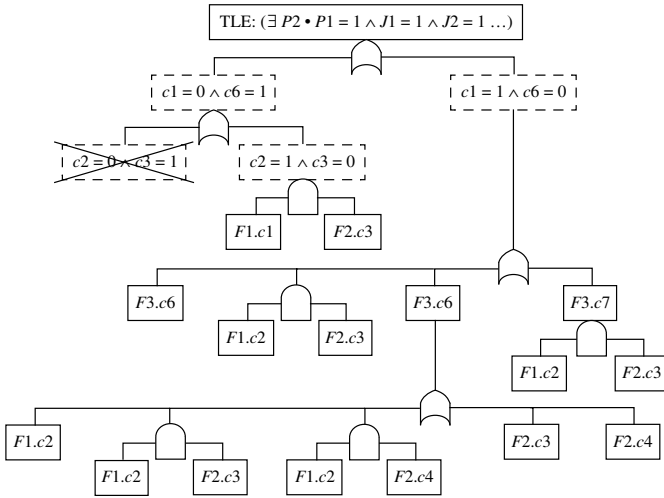 TLE: (∃ P2 • P1 = 1 ∧ J1 = 1 ∧ J2 = 1 ...)
c1 = 0 ∧ c6 = 1
c1 = 1 ∧ c6 = 0
c2 = 0 ∧ c3 = 1
c2 = 1 ∧ c3 = 0
F1.c1
F2.c3
F3.c6
F3.c6
F3.c7
F1.c2
F2.c3
F1.c2
F2.c3
F1.c2
F2.c3
F2.c4
F1.c2
F2.c3
F1.c2
F2.c4